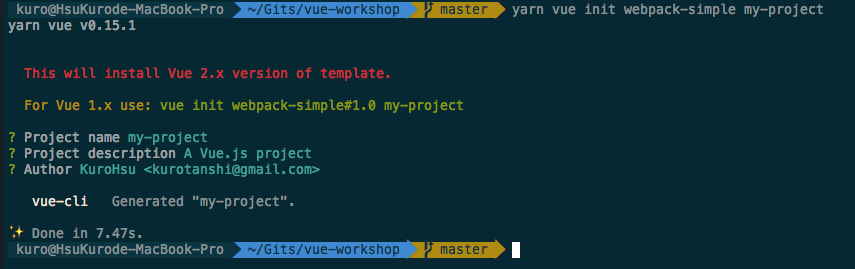 kuro@HsuKurode-MacBook-Pro ~/Gits/vue-workshop master yarn vue init webpack-simple my-project
yarn vue v0.15.1
This will install Vue 2.x version of template.
For Vue 1.x use: vue init webpack-simple#1.0 my-project
? Project name my-project
? Project description A Vue.js project
? Author KuroHsu <kurotanshi@gmail.com>
vue-cli Generated "my-project".
✨ Done in 7.47s.
kuro@HsuKurode-MacBook-Pro ~/Gits/vue-workshop master